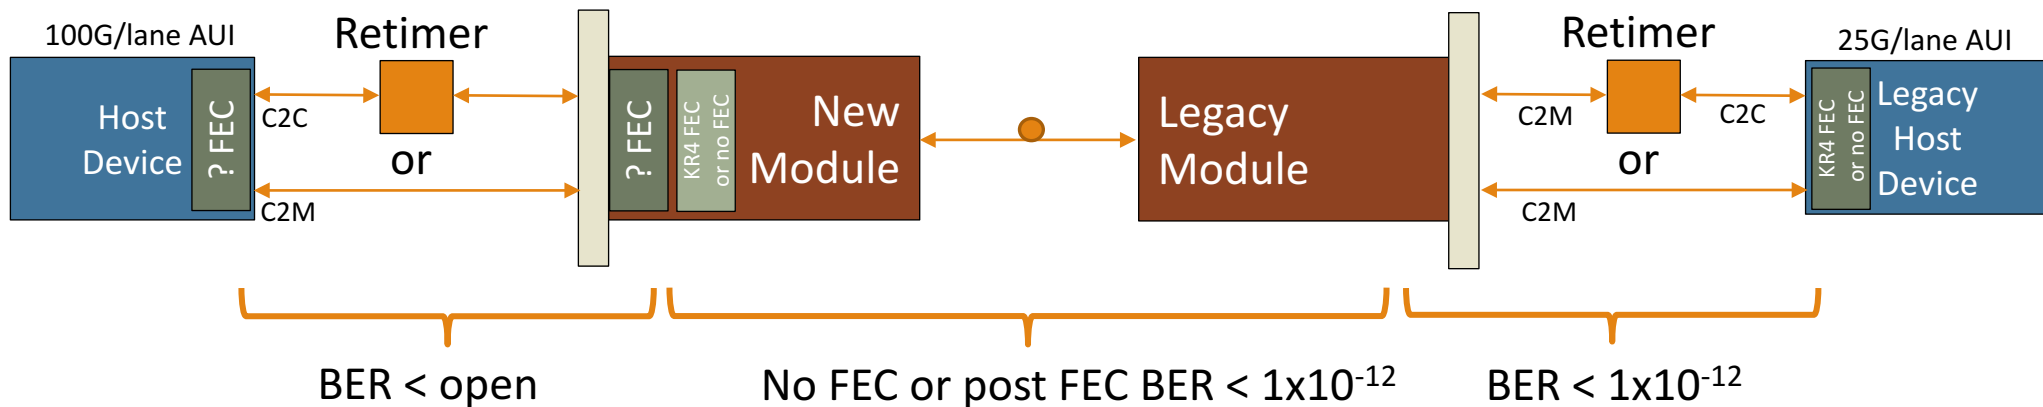 100G/lane AUI
Retimer
Host
Device
? FEC
C2C
or
C2M
? FEC
KR4 FEC
or no FEC
New
Module
Legacy
Module
Retimer
25G/lane AUI
C2M
C2C
or
C2M
KR4 FEC
or no FEC
Legacy
Host
Device
BER < open
No FEC or post FEC BER < 1x10⁻¹²
BER < 1x10⁻¹²